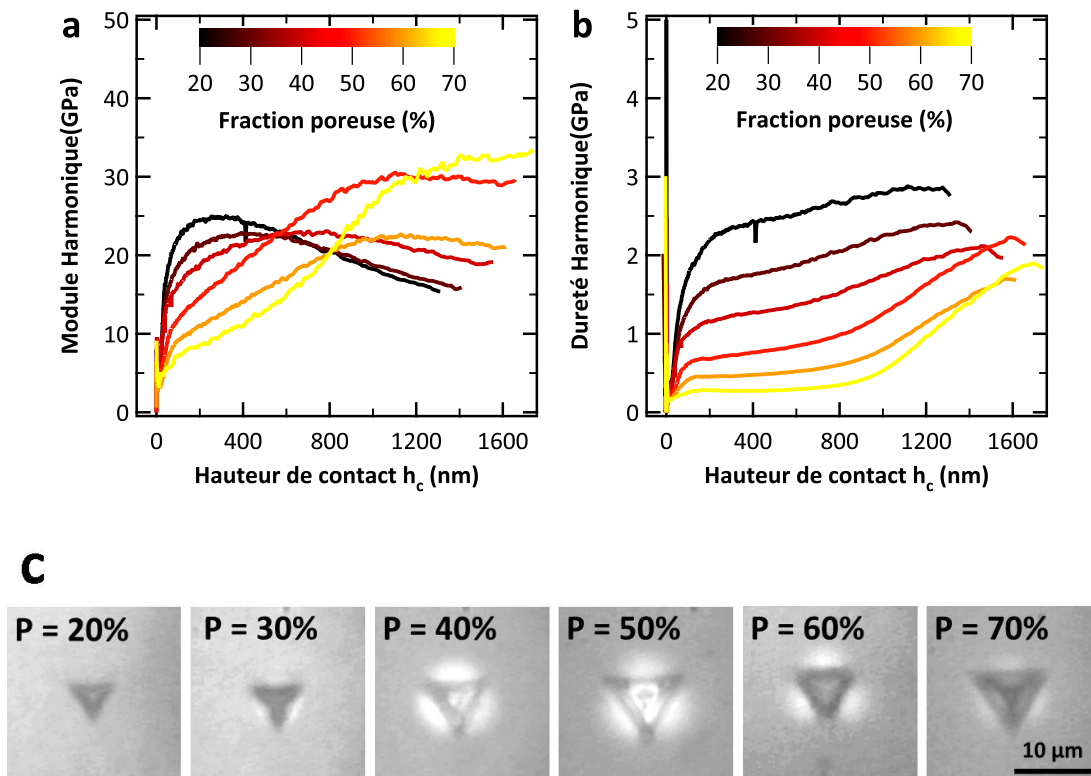 a
50
40
30
20
10
0
Module Harmonique(GPa)
20 30 40 50 60 70
Fraction poreuse (%)
0 400 800 1200 1600
Hauteur de contact hc (nm)
b
5
4
3
2
1
0
Dureté Harmonique(GPa)
20 30 40 50 60 70
Fraction poreuse (%)
0 400 800 1200 1600
Hauteur de contact hc (nm)
c
P = 20% P = 30% P = 40% P = 50% P = 60% P = 70%
10 µm